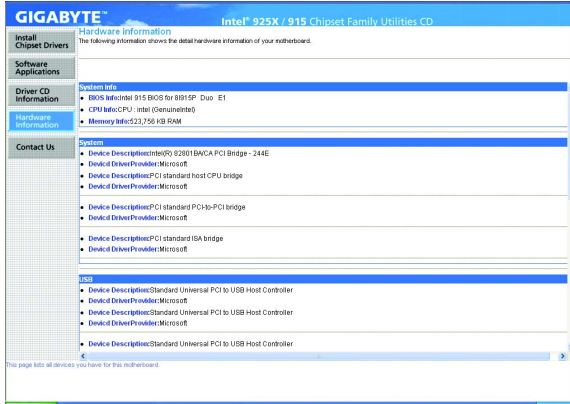 GIGABYTE™
Intel® 925X / 915 Chipset Family Utilities CD
Install
Chipset Drivers
Software
Applications
Driver CD
Information
Hardware
Information
Contact Us
Hardware information
The following information shows the detail hardware information of your motherboard.
System info
BIOS Info:Intel 915 BIOS for 8I915P Duo E1
CPU Info:CPU : intel (GenuineIntel)
Memory Info:523,756 KB RAM
System
Device Description:Intel(R) 82801BA/CA PCI Bridge - 244E
Devicd DriverProvider:Microsoft
Device Description:PCI standard host CPU bridge
Devicd DriverProvider:Microsoft
Device Description:PCI standard PCI-to-PCI bridge
Devicd DriverProvider:Microsoft
Device Description:PCI standard ISA bridge
Devicd DriverProvider:Microsoft
USB
Device Description:Standard Universal PCI to USB Host Controller
Devicd DriverProvider:Microsoft
Device Description:Standard Universal PCI to USB Host Controller
Devicd DriverProvider:Microsoft
Device Description:Standard Universal PCI to USB Host Controller
This page lists all devices you have for this motherboard.